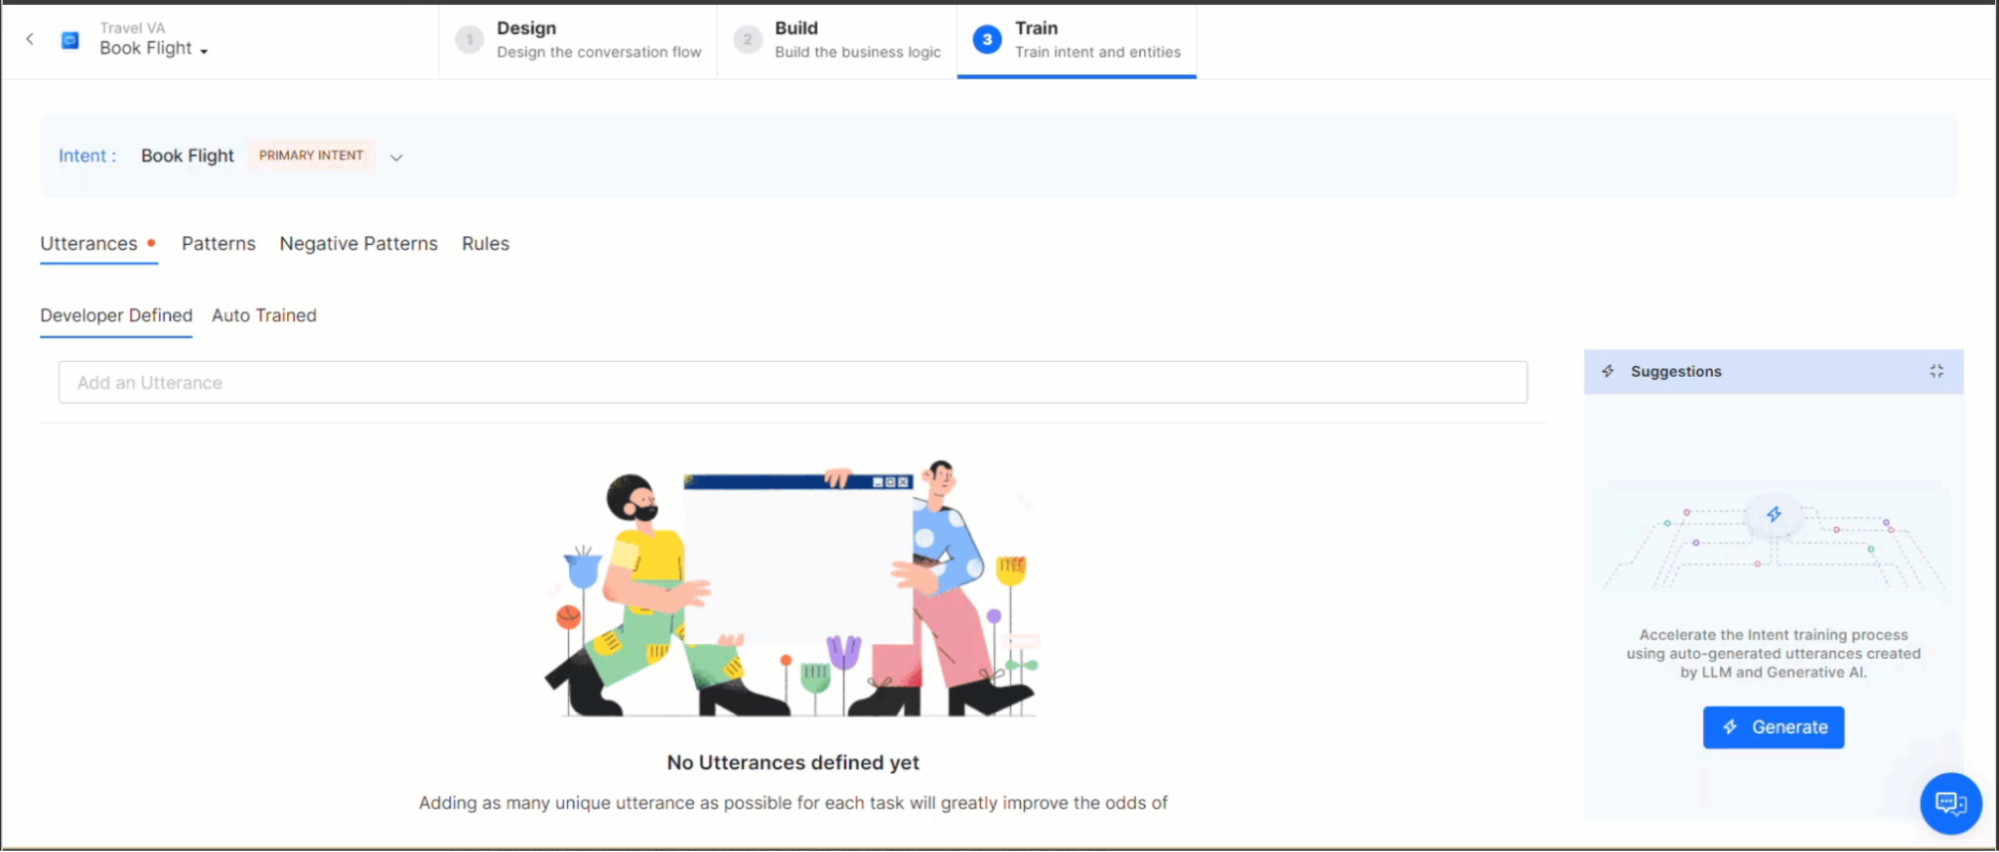 Travel VA
Book Flight
1
Design
Design the conversation flow
2
Build
Build the business logic
3
Train
Train intent and entities
Intent :
Book Flight
PRIMARY INTENT
Utterances
Patterns
Negative Patterns
Rules
Developer Defined
Auto Trained
Add an Utterance
Suggestions
Accelerate the Intent training process
using auto-generated utterances created
by LLM and Generative AI.
Generate
No Utterances defined yet
Adding as many unique utterance as possible for each task will greatly improve the odds of